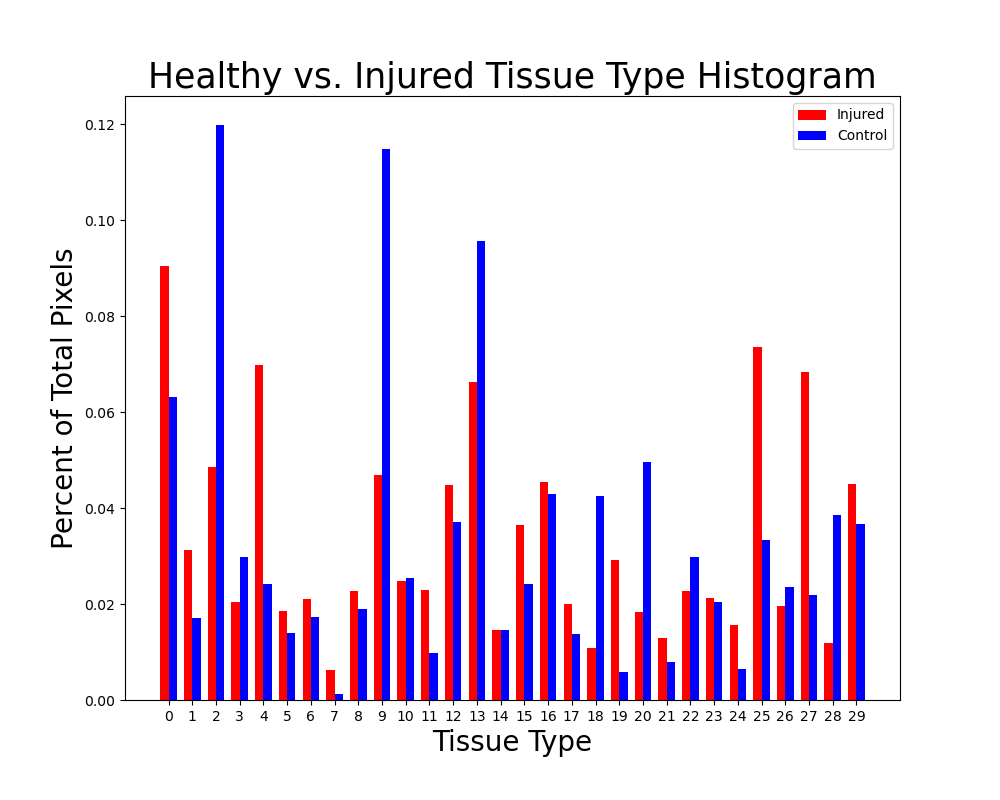 Healthy vs. Injured Tissue Type Histogram
Injured
Control
Percent of Total Pixels
0.12
0.10
0.08
0.06
0.04
0.02
0.00
0 1 2 3 4 5 6 7 8 9 10 11 12 13 14 15 16 17 18 19 20 21 22 23 24 25 26 27 28 29
Tissue Type